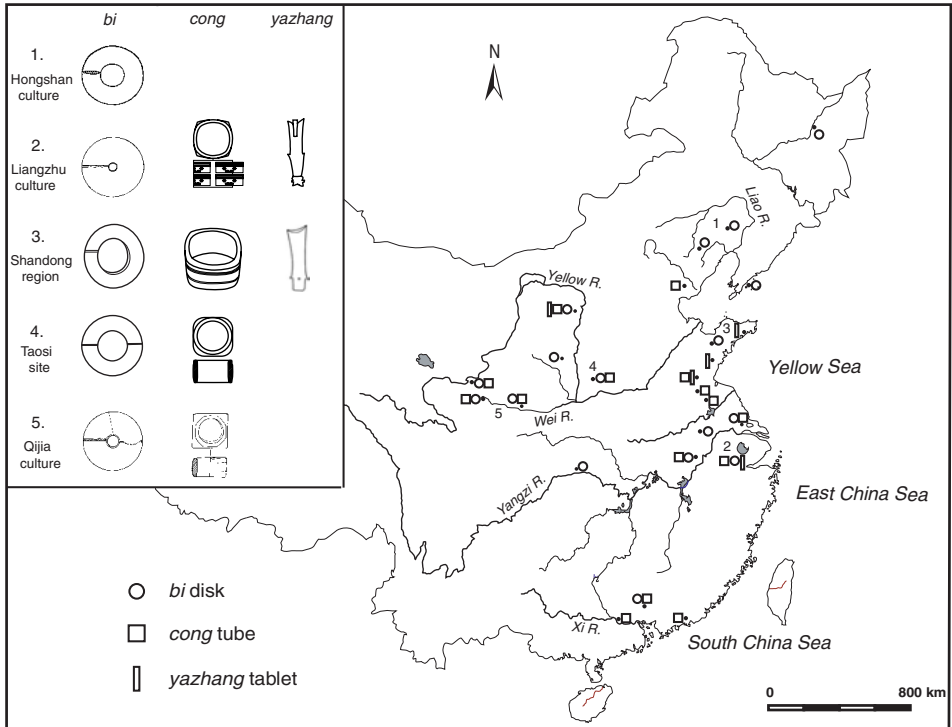 bi cong yazhang
1.
Hongshan
culture
2.
Liangzhu
culture
3.
Shandong
region
4.
Taosi
site
5.
Qijia
culture
N
Liao R.
1
Yellow R.
3
Yellow Sea
4
5
Wei R.
2
Yangzi R.
East China Sea
bi disk
cong tube
Xi R.
South China Sea
yazhang tablet
0 800 km